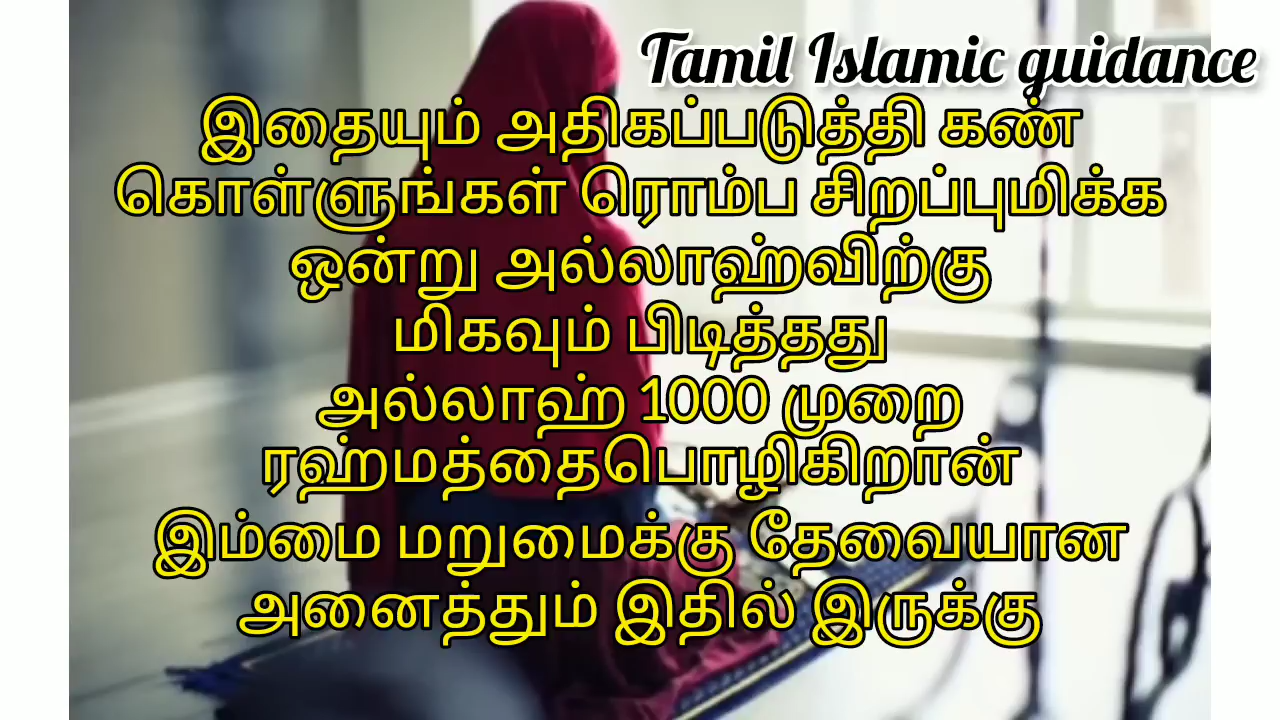 Tamil Islamic guidance
இதையும் அதிகப்படுத்தி கண்
கொள்ளுங்கள் ரொம்ப சிறப்புமிக்க
ஒன்று அல்லாஹ்விற்கு
மிகவும் பிடித்தது
அல்லாஹ் 1000 முறை
ரஹ்மத்தைபொழிகிறான்
இம்மை மறுமைக்கு தேவையான
அனைத்தும் இதில் இருக்கு